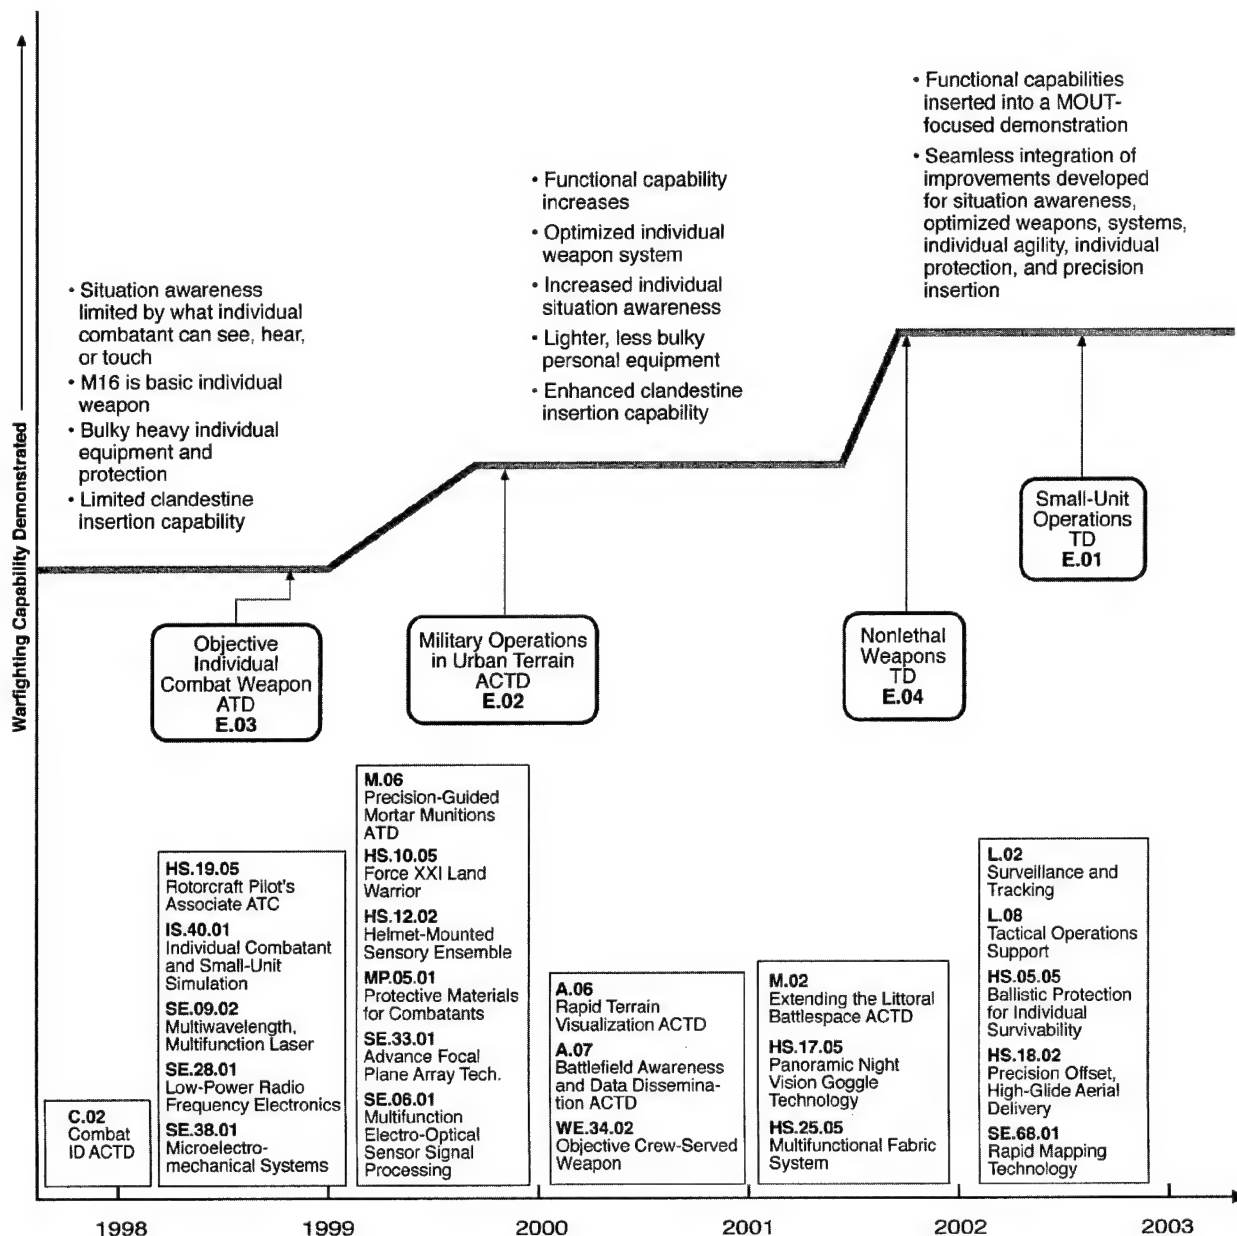 Warfighting Capability Demonstrated
• Situation awareness
limited by what individual
combatant can see, hear,
or touch
• M16 is basic individual
weapon
• Bulky heavy individual
equipment and
protection
• Limited clandestine
insertion capability
• Functional capability
increases
• Optimized individual
weapon system
• Increased individual
situation awareness
• Lighter, less bulky
personal equipment
• Enhanced clandestine
insertion capability
• Functional capabilities
inserted into a MOUT-
focused demonstration
• Seamless integration of
improvements developed
for situation awareness,
optimized weapons, systems,
individual agility, individual
protection, and precision
insertion
Objective
Individual
Combat Weapon
ATD
E.03
Military Operations
in Urban Terrain
ACTD
E.02
Nonlethal
Weapons
TD
E.04
Small-Unit
Operations
TD
E.01
C.02
Combat
ID ACTD
HS.19.05
Rotorcraft Pilot's
Associate ATC
IS.40.01
Individual Combatant
and Small-Unit
Simulation
SE.09.02
Multiwavelength,
Multifunction Laser
SE.28.01
Low-Power Radio
Frequency Electronics
SE.38.01
Microelectro-
mechanical Systems
M.06
Precision-Guided
Mortar Munitions
ATD
HS.10.05
Force XXI Land
Warrior
HS.12.02
Helmet-Mounted
Sensory Ensemble
MP.05.01
Protective Materials
for Combatants
SE.33.01
Advance Focal
Plane Array Tech.
SE.06.01
Multifunction
Electro-Optical
Sensor Signal
Processing
A.06
Rapid Terrain
Visualization ACTD
A.07
Battlefield Awareness
and Data Dissemina-
tion ACTD
WE.34.02
Objective Crew-Served
Weapon
M.02
Extending the Littoral
Battlespace ACTD
HS.17.05
Panoramic Night
Vision Goggle
Technology
HS.25.05
Multifunctional Fabric
System
L.02
Surveillance and
Tracking
L.08
Tactical Operations
Support
HS.05.05
Ballistic Protection
for Individual
Survivability
HS.18.02
Precision Offset,
High-Glide Aerial
Delivery
SE.68.01
Rapid Mapping
Technology
1998
1999
2000
2001
2002
2003